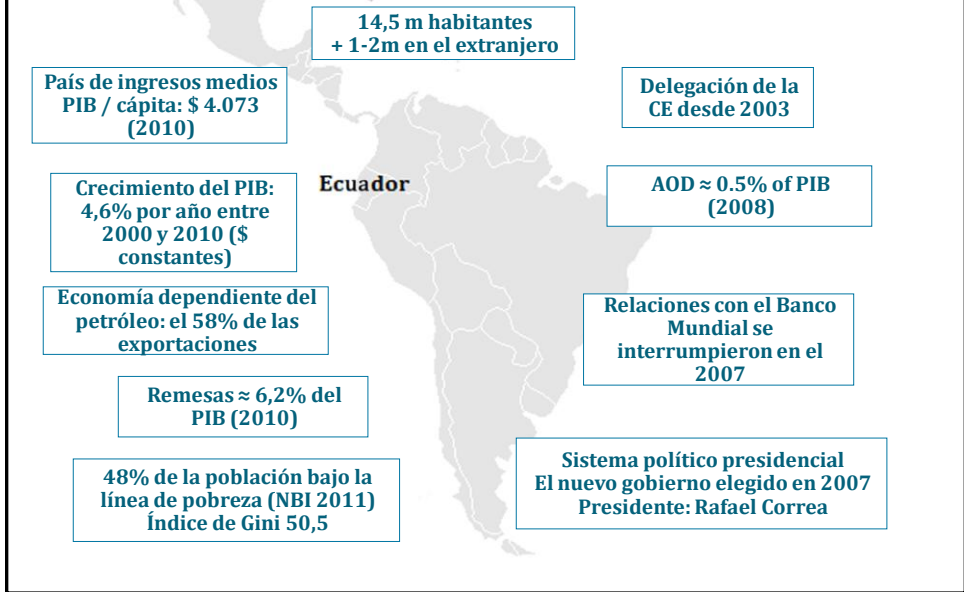 14,5 m habitantes
+ 1-2m en el extranjero
País de ingresos medios
PIB / cápita: $ 4.073
(2010)
Delegación de la
CE desde 2003
Crecimiento del PIB:
4,6% por año entre
2000 y 2010 ($
constantes)
Ecuador
AOD ≈ 0.5% of PIB
(2008)
Economía dependiente del
petróleo: el 58% de las
exportaciones
Relaciones con el Banco
Mundial se
interrumpieron en el
2007
Remesas ≈ 6,2% del
PIB (2010)
48% de la población bajo la
línea de pobreza (NBI 2011)
Índice de Gini 50,5
Sistema político presidencial
El nuevo gobierno elegido en 2007
Presidente: Rafael Correa